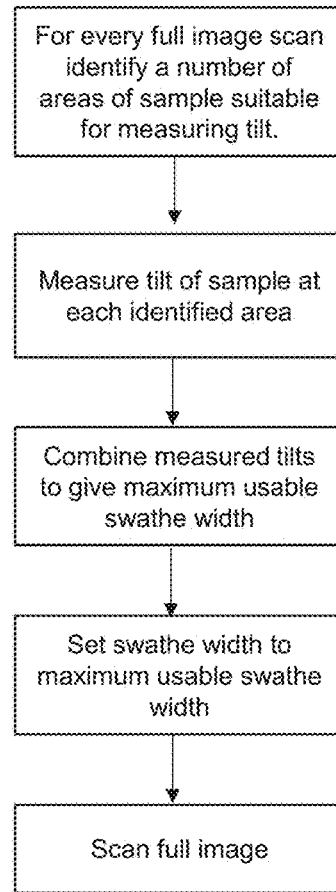 For every full image scan
identify a number of
areas of sample suitable
for measuring tilt.
Measure tilt of sample at
each identified area
Combine measured tilts
to give maximum usable
swathe width
Set swathe width to
maximum usable swathe
width
Scan full image